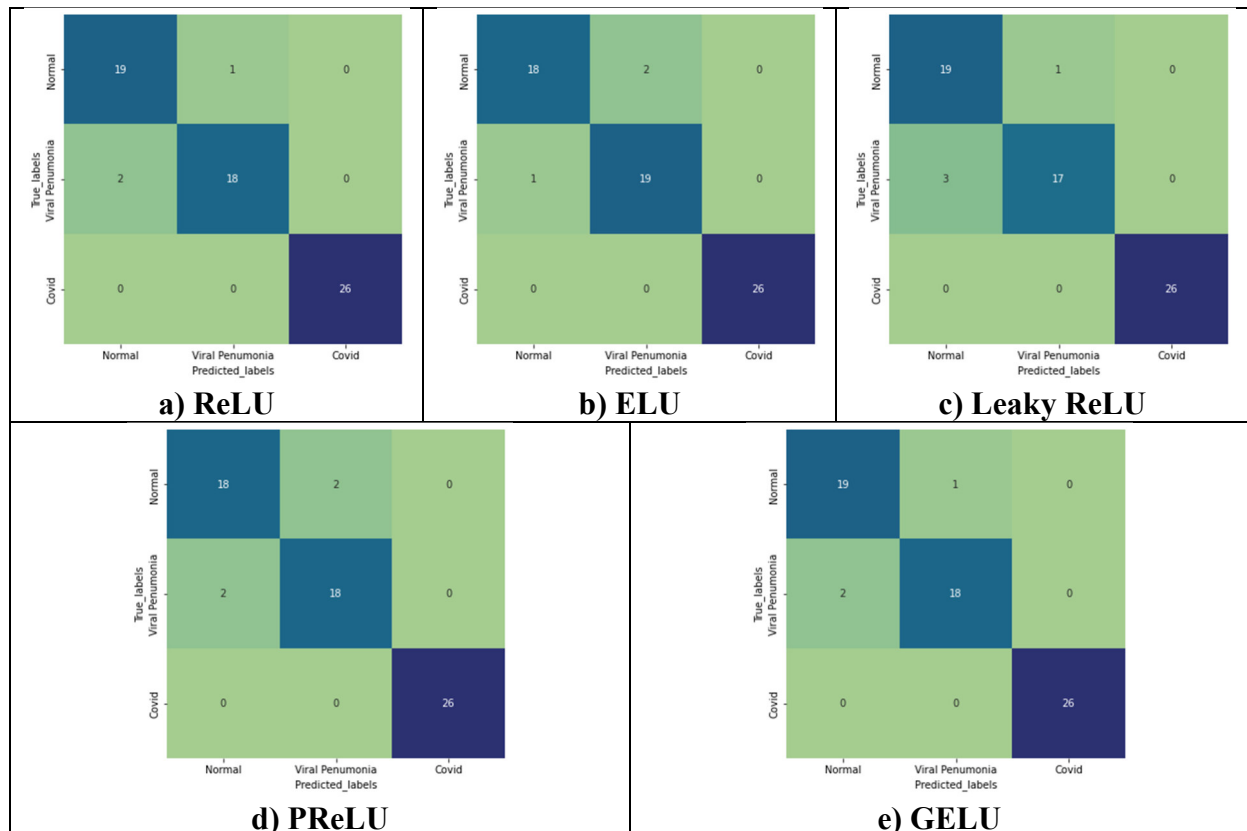 Normal
19 1 0
True_labels
Viral Penumonia
2 18 0
Covid
0 0 26
Normal Viral Penumonia Covid
Predicted_labels
a) ReLU
Normal
18 2 0
True_labels
Viral Penumonia
1 19 0
Covid
0 0 26
Normal Viral Penumonia Covid
Predicted_labels
b) ELU
Normal
19 1 0
True_labels
Viral Penumonia
3 17 0
Covid
0 0 26
Normal Viral Penumonia Covid
Predicted_labels
c) Leaky ReLU
Normal
18 2 0
True_labels
Viral Penumonia
2 18 0
Covid
0 0 26
Normal Viral Penumonia Covid
Predicted_labels
d) PReLU
Normal
19 1 0
True_labels
Viral Penumonia
2 18 0
Covid
0 0 26
Normal Viral Penumonia Covid
Predicted_labels
e) GELU